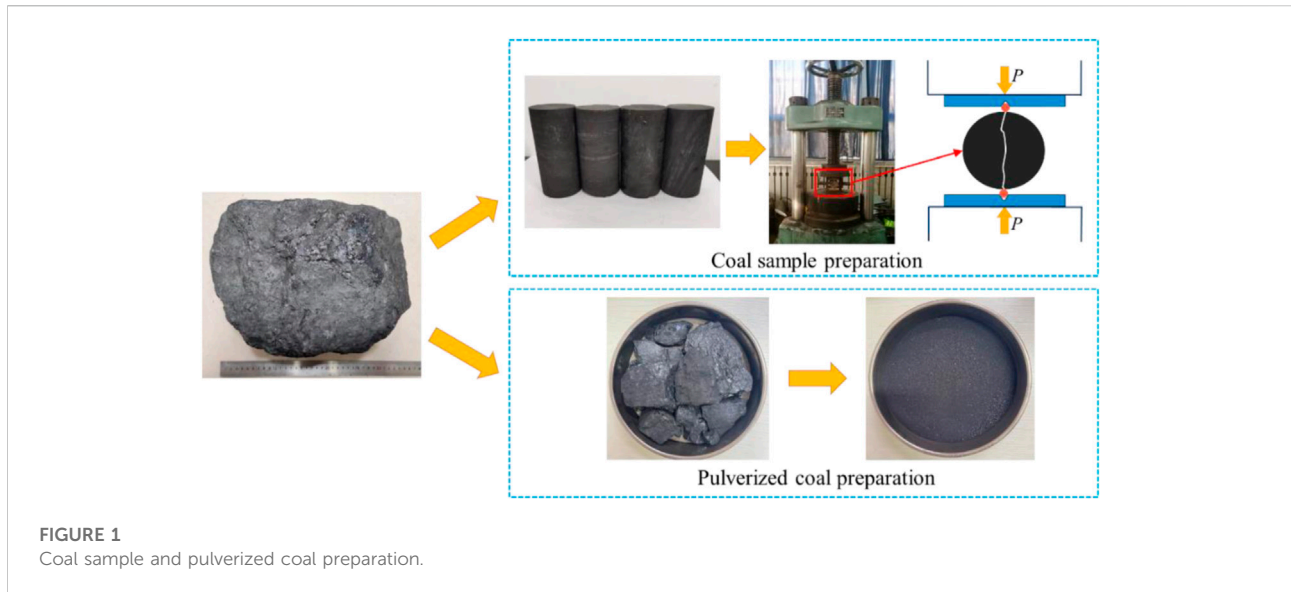 P
P
Coal sample preparation
Pulverized coal preparation
FIGURE 1
Coal sample and pulverized coal preparation.